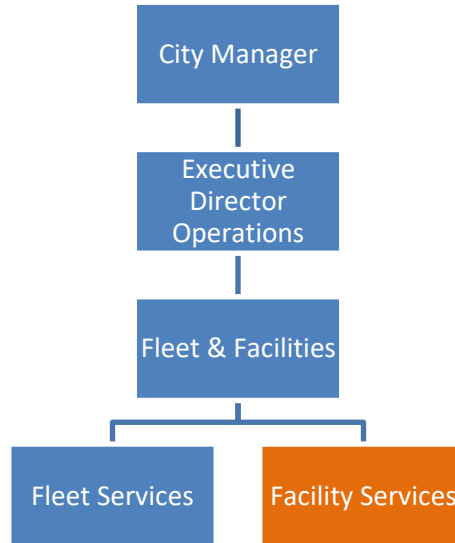 City Manager
Executive
Director
Operations
Fleet & Facilities
Fleet Services
Facility Services